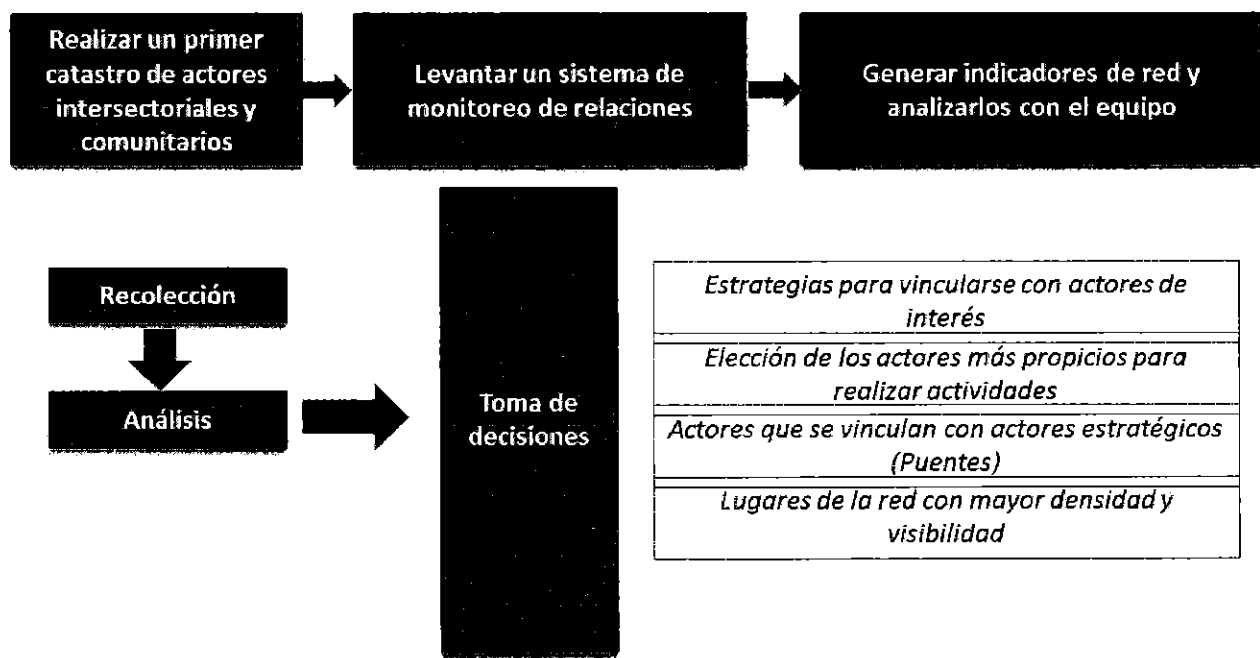 Realizar un primer
catastro de actores
intersectoriales y
comunitarios
Levantar un sistema de
monitoreo de relaciones
Generar indicadores de red y
analizarlos con el equipo
Recolección
Análisis
Toma de
decisiones
Estrategias para vincularse con actores de
interés
Elección de los actores más propicios para
realizar actividades
Actores que se vinculan con actores estratégicos
(Puentes)
Lugares de la red con mayor densidad y
visibilidad